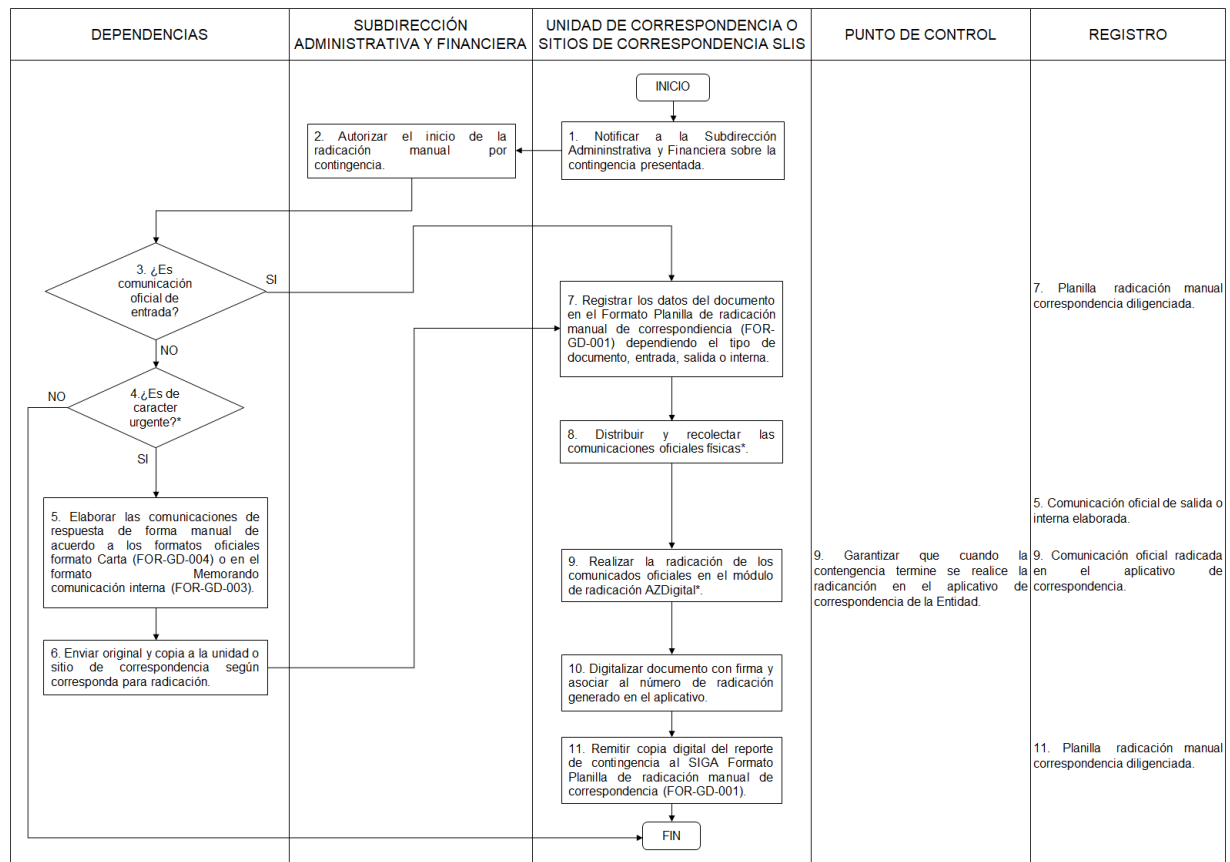 DEPENDENCIAS
SUBDIRECCIÓN
ADMINISTRATIVA Y FINANCIERA
UNIDAD DE CORRESPONDENCIA O
SITIOS DE CORRESPONDENCIA SLIS
PUNTO DE CONTROL
REGISTRO
INICIO
1. Notificar a la Subdirección
Admininstrativa y Financiera sobre la
contingencia presentada.
2. Autorizar el inicio de la
radicación manual por
contingencia.
3. ¿Es
comunicación
oficial de
entrada?
SI
NO
4.¿Es de
caracter
urgente?*
NO
SI
5. Elaborar las comunicaciones de
respuesta de forma manual de
acuerdo a los formatos oficiales
formato Carta (FOR-GD-004) o en el
formato Memorando
comunicación interna (FOR-GD-003).
6. Enviar original y copia a la unidad o
sitio de correspondencia según
corresponda para radicación.
7. Registrar los datos del documento
en el Formato Planilla de radicación
manual de correspondiencia (FOR-
GD-001) dependiendo el tipo de
documento, entrada, salida o interna.
8. Distribuir y recolectar las
comunicaciones oficiales físicas*.
9. Realizar la radicación de los
comunicados oficiales en el módulo
de radicación AZDigital*.
10. Digitalizar documento con firma y
asociar al número de radicación
generado en el aplicativo.
11. Remitir copia digital del reporte
de contingencia al SIGA Formato
Planilla de radicación manual de
correspondencia (FOR-GD-001).
FIN
9. Garantizar que cuando la
contengencia termine se realice la
radicanción en el aplicativo de
correspondencia de la Entidad.
7. Planilla radicación manual
correspondencia diligenciada.
5. Comunicación oficial de salida o
interna elaborada.
9. Comunicación oficial radicada
en el aplicativo de
correspondencia.
11. Planilla radicación manual
correspondencia diligenciada.